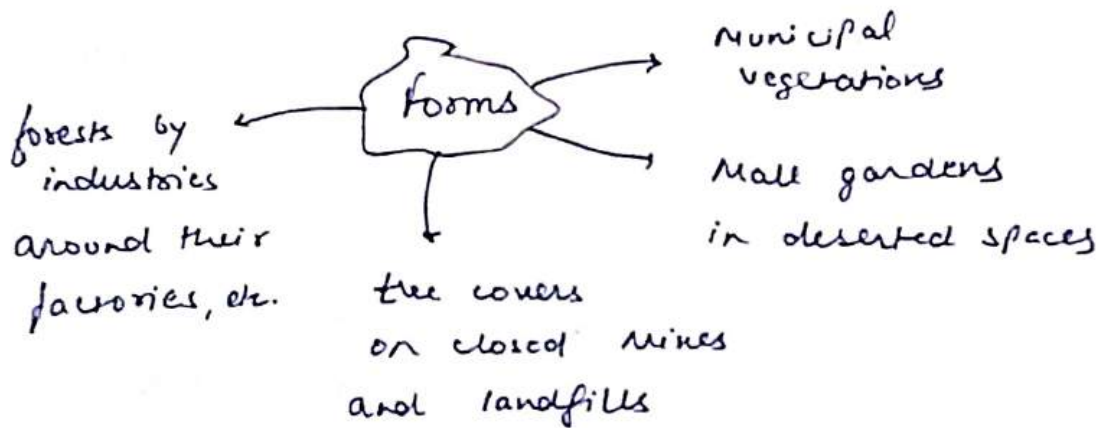 forms
Municipal
vegetations
Mall gardens
in deserted spaces
forests by
industries
around their
factories, etc.
tree covers
on closed mines
and landfills